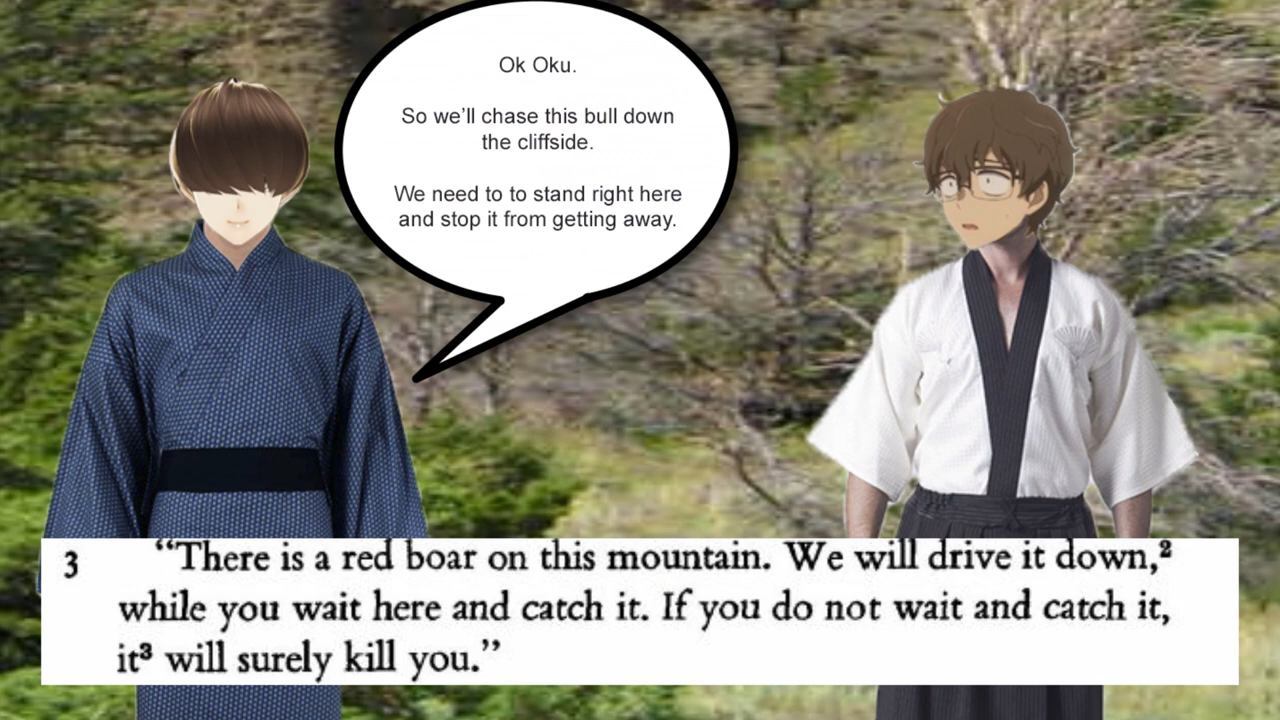 Ok Oku.
So we'll chase this bull down
the cliffside.
We need to to stand right here
and stop it from getting away.
3 “There is a red boar on this mountain. We will drive it down,²
while you wait here and catch it. If you do not wait and catch it,
it³ will surely kill you.”